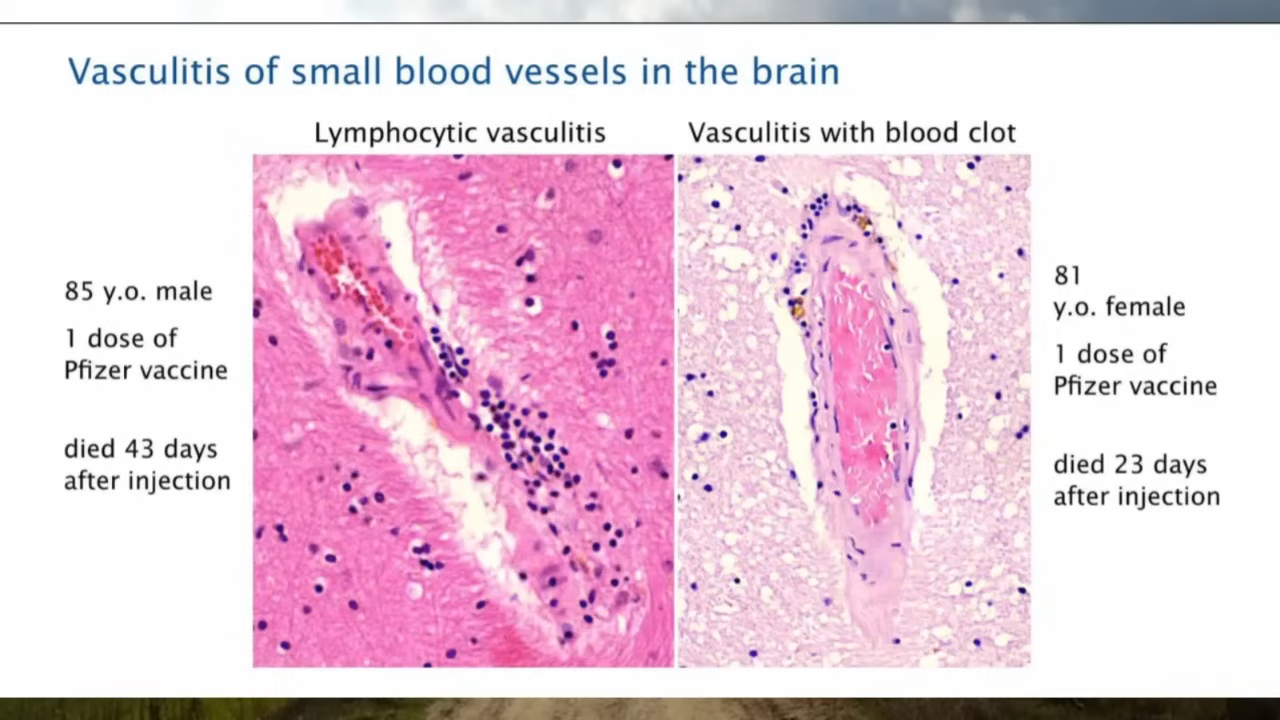 Vasculitis of small blood vessels in the brain
Lymphocytic vasculitis
Vasculitis with blood clot
85 y.o. male
1 dose of
Pfizer vaccine
died 43 days
after injection
81
y.o. female
1 dose of
Pfizer vaccine
died 23 days
after injection